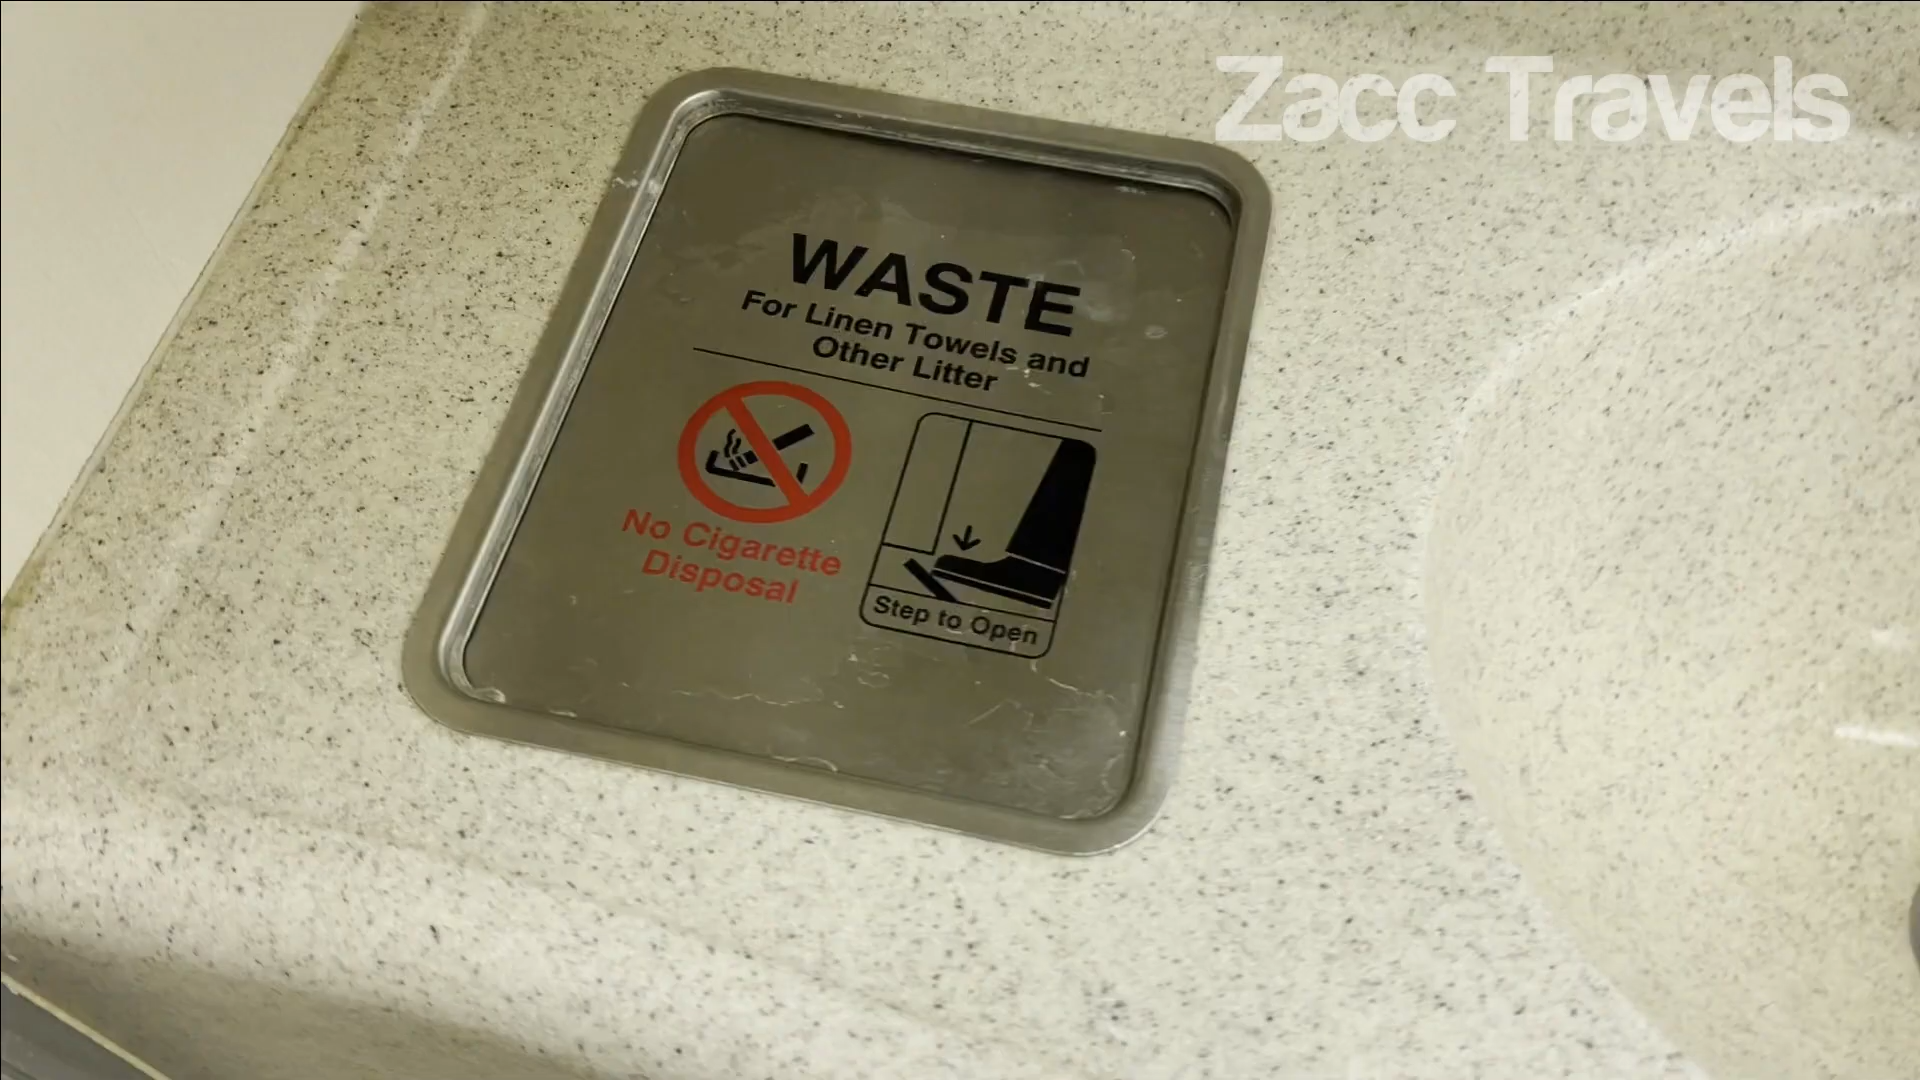 Zacc Travels
WASTE
For Linen Towels and
Other Litter
No Cigarette
Disposal
Step to Open